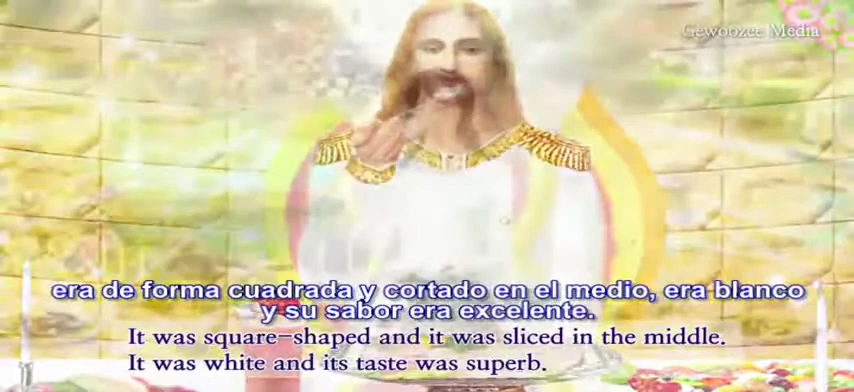 Gewoozee Media
era de forma cuadrada y cortado en el medio, era blanco
y su sabor era excelente.
It was square-shaped and it was sliced in the middle.
It was white and its taste was superb.